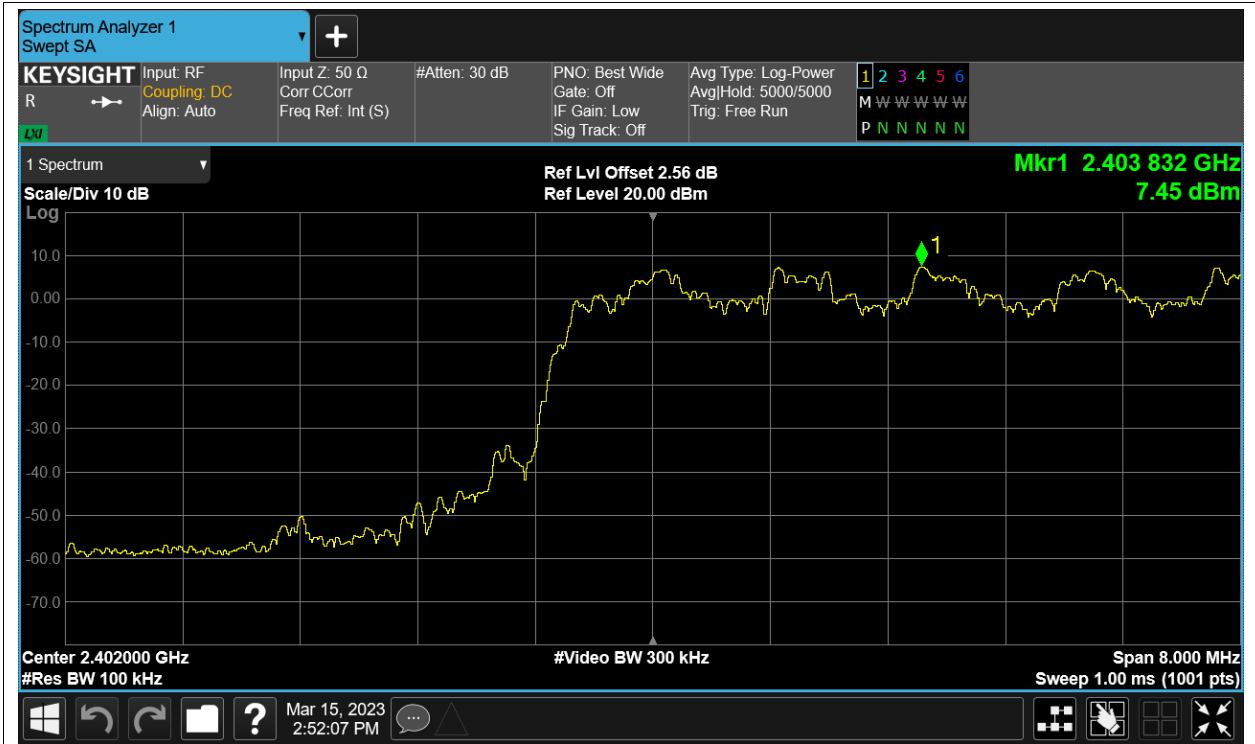 Spectrum Analyzer 1
Swept SA
+
KEYSIGHT
R
LXI
Input: RF
Coupling: DC
Align: Auto
Input Z: 50 Ω
Corr CCorr
Freq Ref: Int (S)
#Atten: 30 dB
PNO: Best Wide
Gate: Off
IF Gain: Low
Sig Track: Off
Avg Type: Log-Power
Avg|Hold: 5000/5000
Trig: Free Run
1 2 3 4 5 6
M W W W W W
P N N N N N
1 Spectrum
Scale/Div 10 dB
Ref Lvl Offset 2.56 dB
Ref Level 20.00 dBm
Mkr1 2.403 832 GHz
7.45 dBm
Log
1
10.0
0.00
-10.0
-20.0
-30.0
-40.0
-50.0
-60.0
-70.0
Center 2.402000 GHz
#Video BW 300 kHz
Span 8.000 MHz
#Res BW 100 kHz
Sweep 1.00 ms (1001 pts)
?
Mar 15, 2023
2:52:07 PM